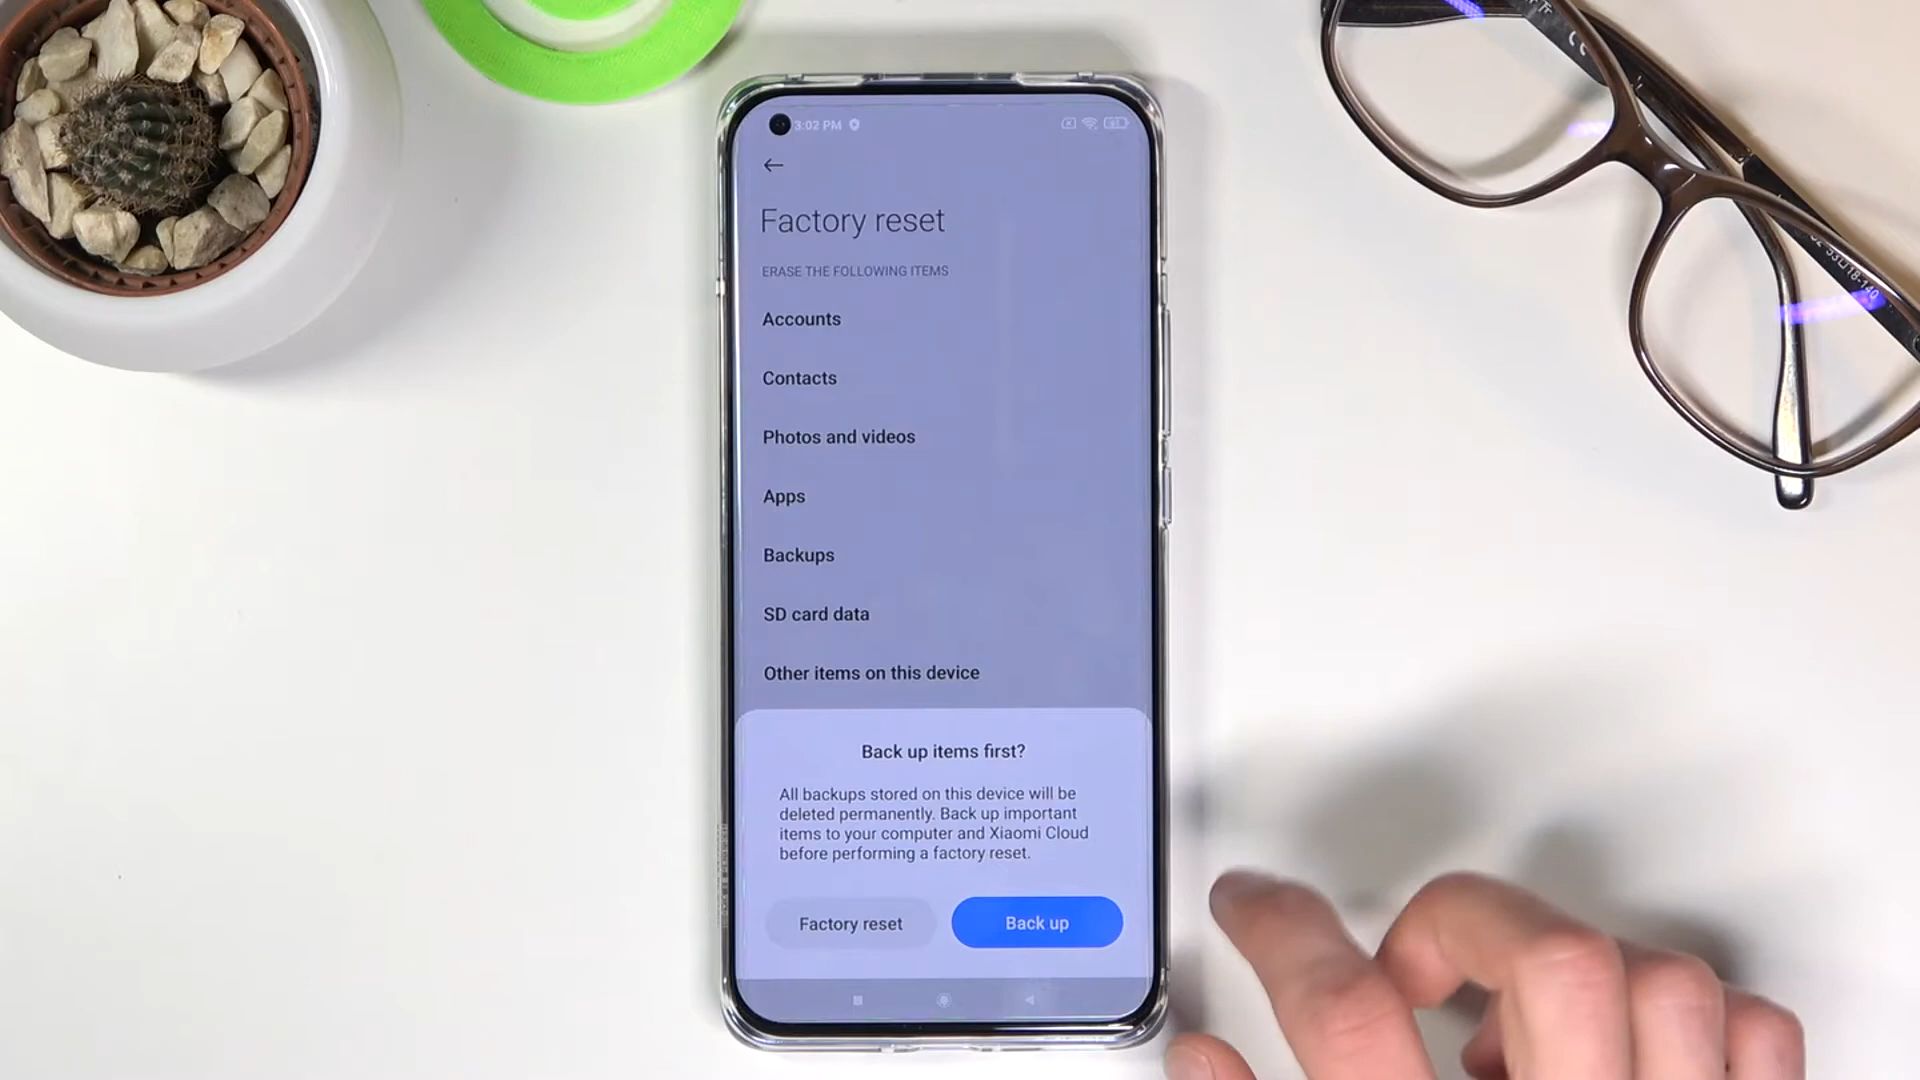 3:02 PM
Factory reset
ERASE THE FOLLOWING ITEMS
Accounts
Contacts
Photos and videos
Apps
Backups
SD card data
Other items on this device
Back up items first?
All backups stored on this device will be
deleted permanently. Back up important
items to your computer and Xiaomi Cloud
before performing a factory reset.
Factory reset
Back up